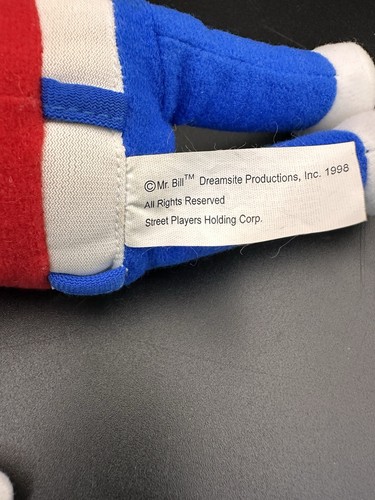 ©Mr. Bill™ Dreamsite Productions, Inc. 1998
All Rights Reserved
Street Players Holding Corp.